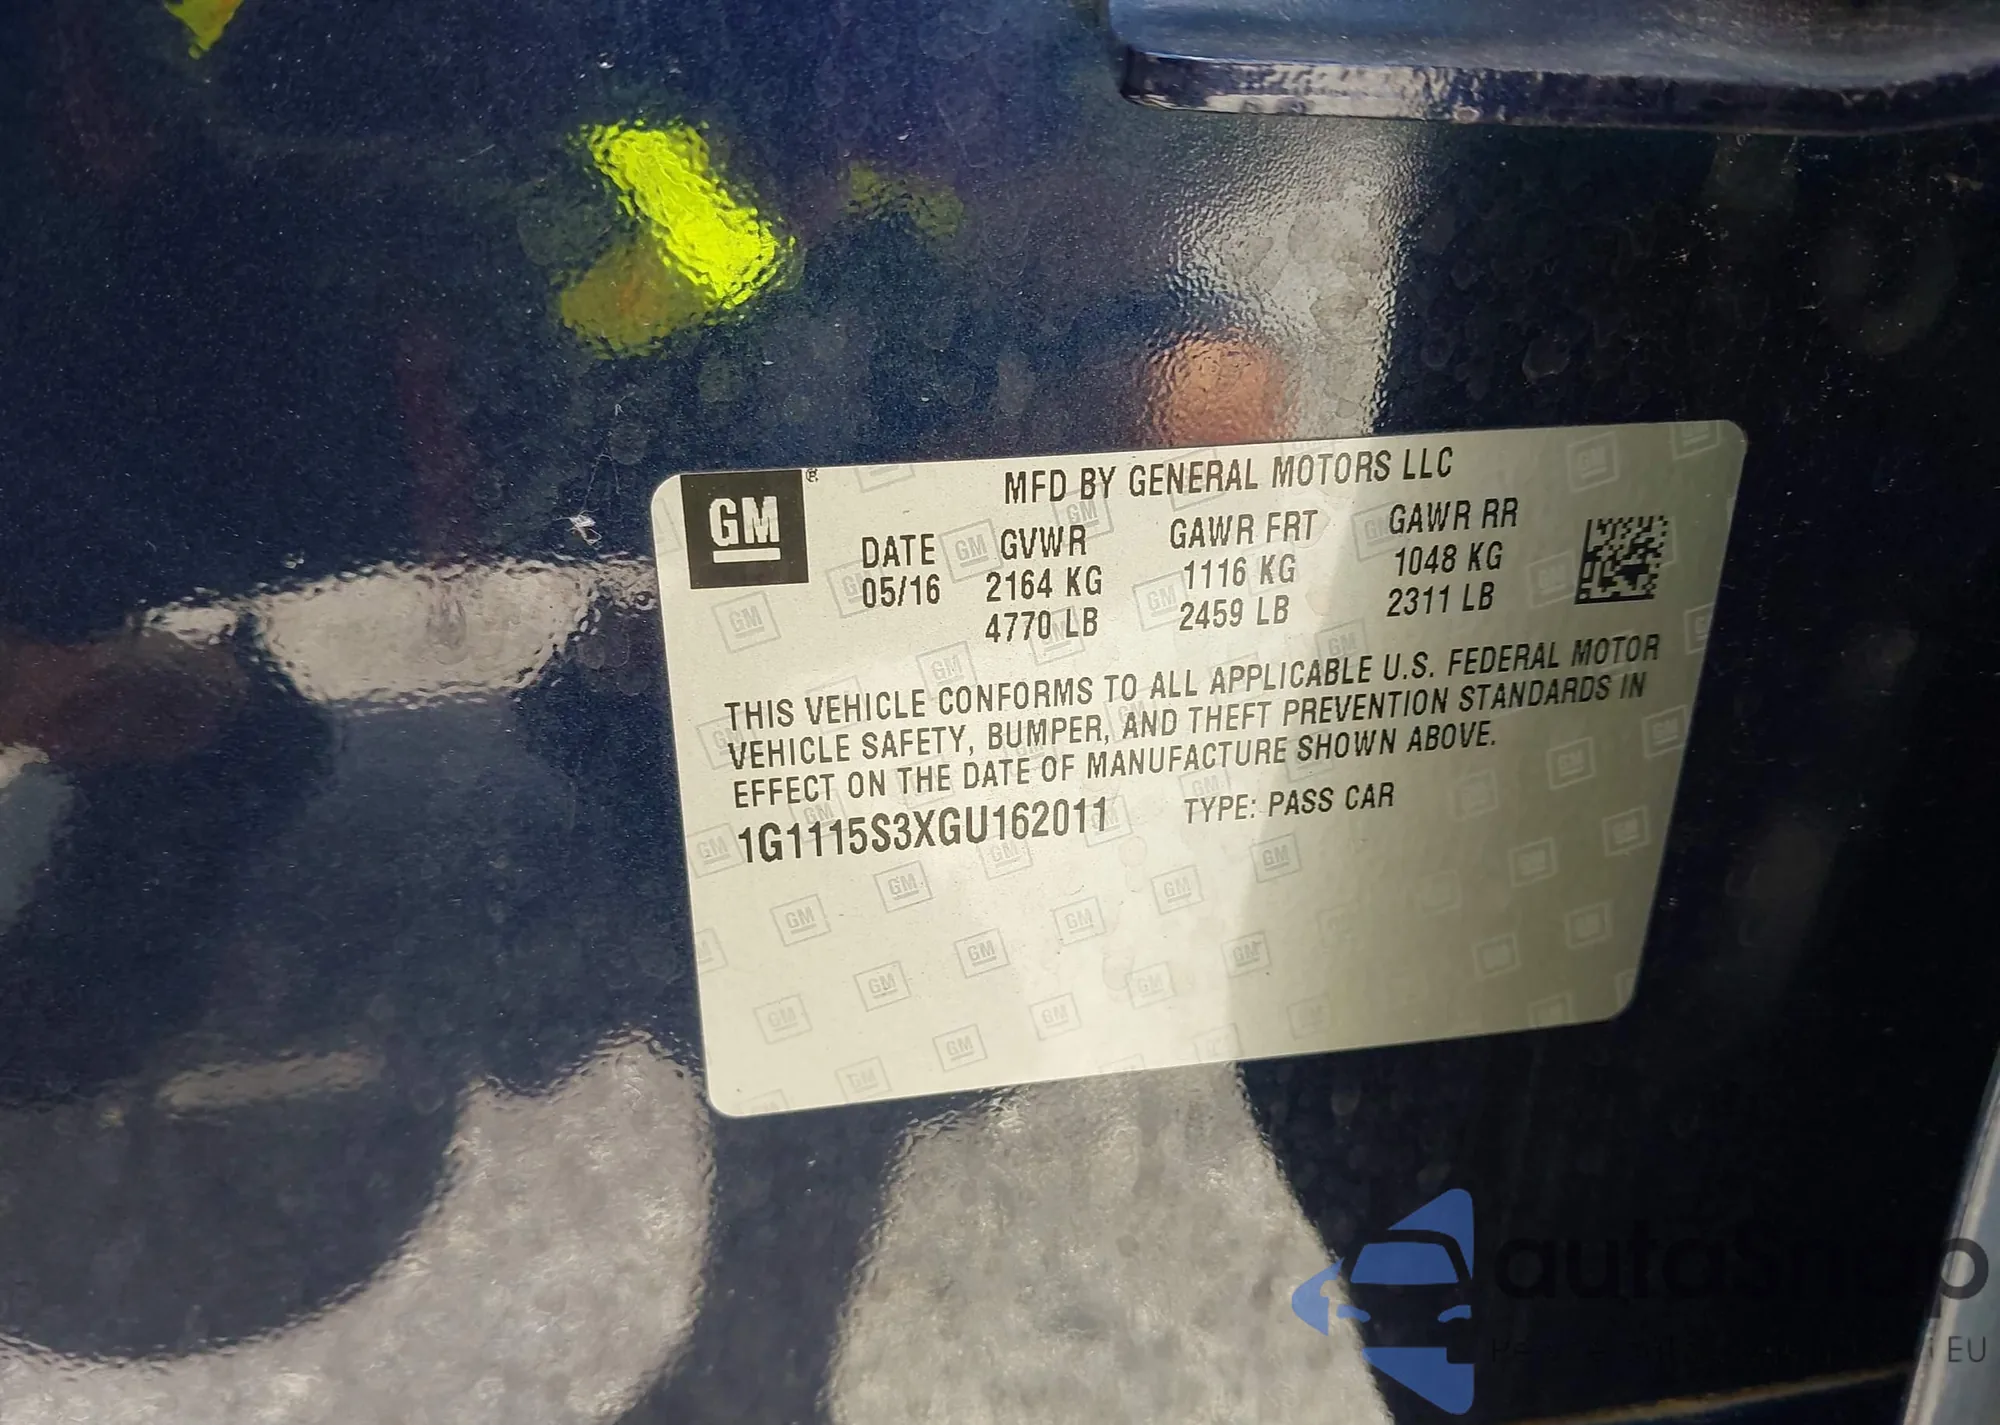 GM ®
MFD BY GENERAL MOTORS LLC
DATE GVWR GAWR FRT GAWR RR
05/16 2164 KG 1116 KG 1048 KG
4770 LB 2459 LB 2311 LB
THIS VEHICLE CONFORMS TO ALL APPLICABLE U.S. FEDERAL MOTOR
VEHICLE SAFETY, BUMPER, AND THEFT PREVENTION STANDARDS IN
EFFECT ON THE DATE OF MANUFACTURE SHOWN ABOVE.
1G1115S3XGU162011 TYPE: PASS CAR
EU